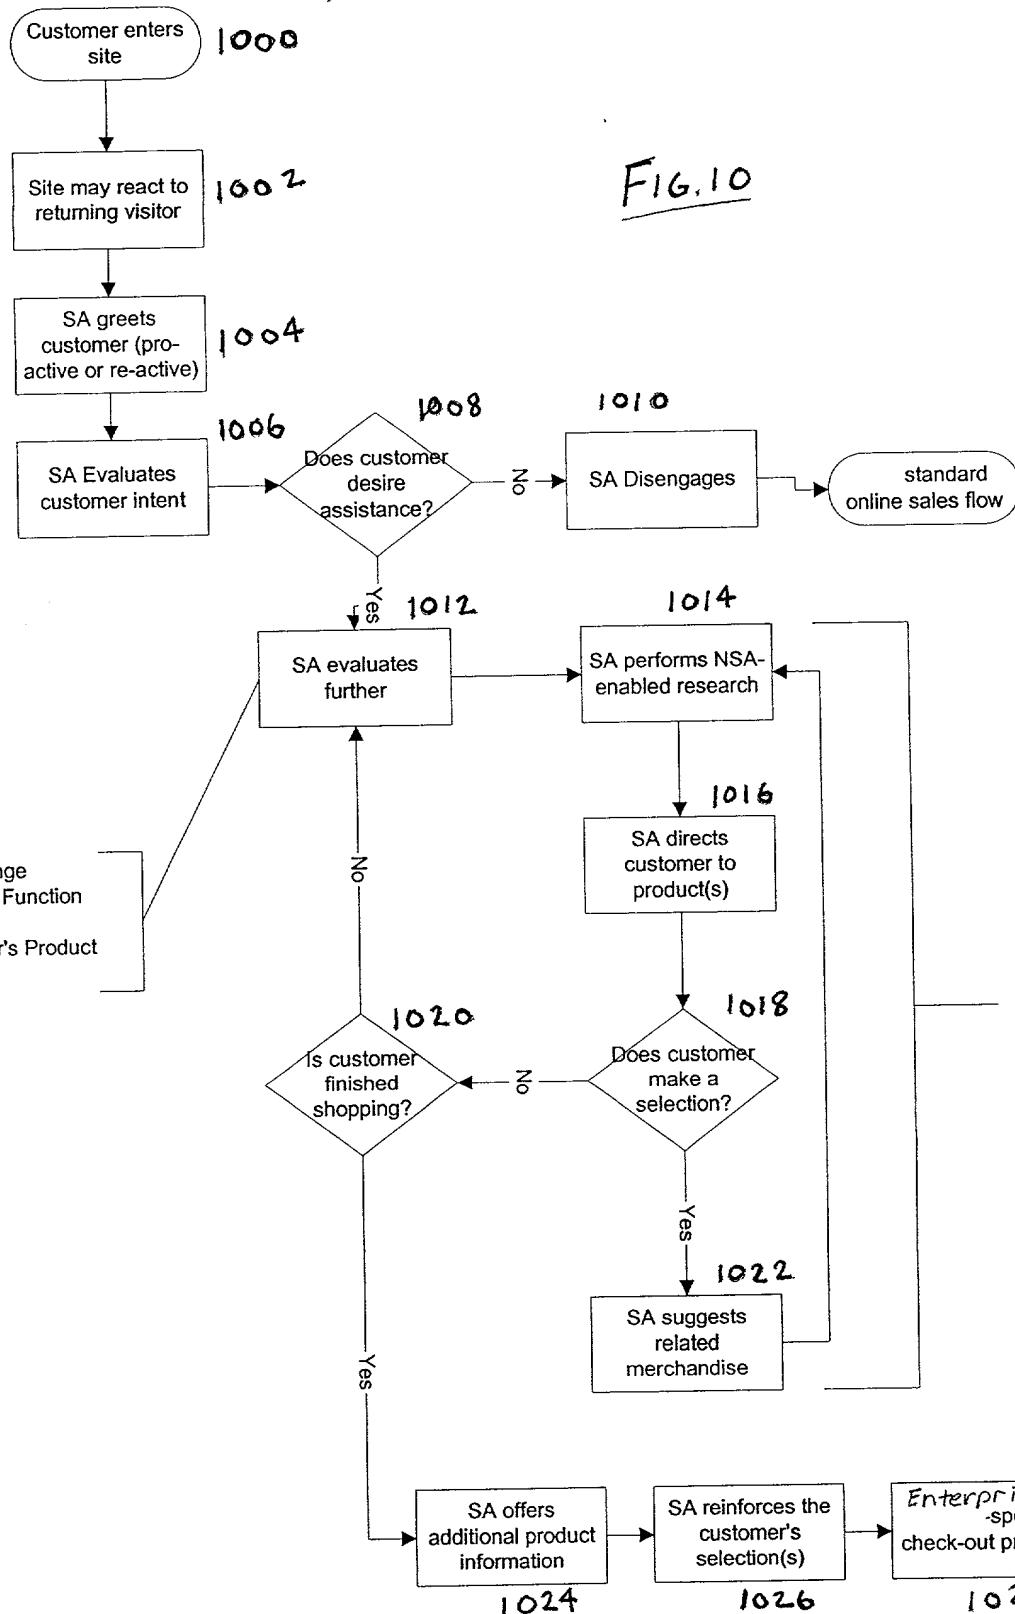 Customer enters
site
1000
Site may react to
returning visitor
1002
FIG. 10
SA greets
customer (pro-
active or re-active)
1004
1006
SA Evaluates
customer intent
1008
Does customer
desire
assistance?
No
1010
SA Disengages
standard
online sales flow
Yes
1012
SA evaluates
further
1014
SA performs NSA-
enabled research
1016
SA directs
customer to
product(s)
Function
Product
No
1018
Does customer
make a
selection?
No
1020
Is customer
finished
shopping?
Yes
1022
SA suggests
related
merchandise
Yes
SA offers
additional product
information
1024
SA reinforces the
customer's
selection(s)
1026
check-out